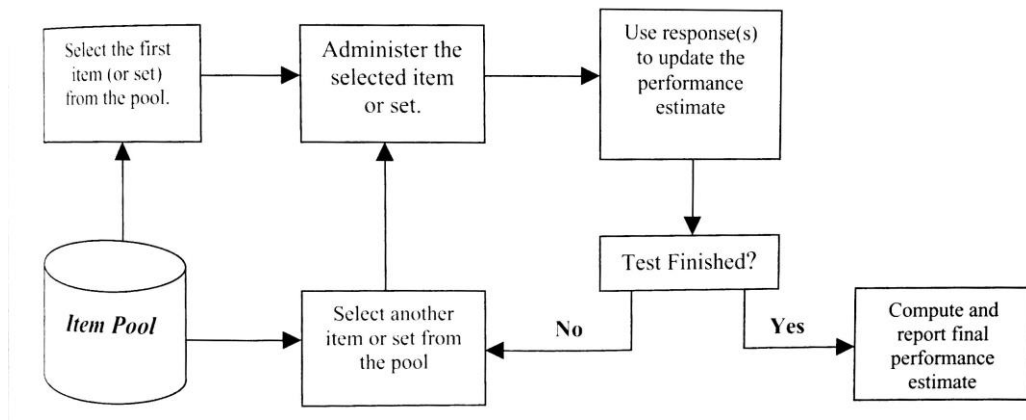 Select the first
item (or set)
from the pool.
Administer the
selected item
or set.
Use response(s)
to update the
performance
estimate
Test Finished?
Item Pool
Select another
item or set from
the pool
No
Yes
Compute and
report final
performance
estimate